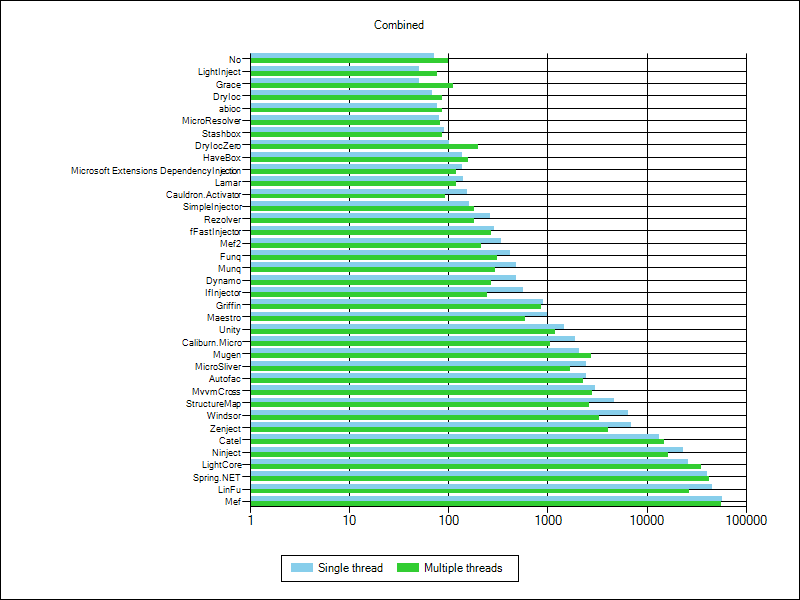 Combined
No
LightInject
Grace
DryIoc
abioc
MicroResolver
Stashbox
DryIocZero
HaveBox
Microsoft Extensions DependencyInjection
Lamar
Cauldron.Activator
SimpleInjector
Rezolver
fFastInjector
Mef2
Funq
Munq
Dynamo
IfInjector
Griffin
Maestro
Unity
Caliburn.Micro
Mugen
MicroSliver
Autofac
MvvmCross
StructureMap
Windsor
Zenject
Catel
Ninject
LightCore
Spring.NET
LinFu
Mef
1 10 100 1000 10000 100000
Single thread Multiple threads